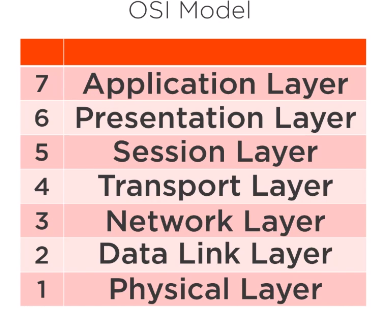 OSI Model
7 Application Layer
6 Presentation Layer
5 Session Layer
4 Transport Layer
3 Network Layer
2 Data Link Layer
1 Physical Layer